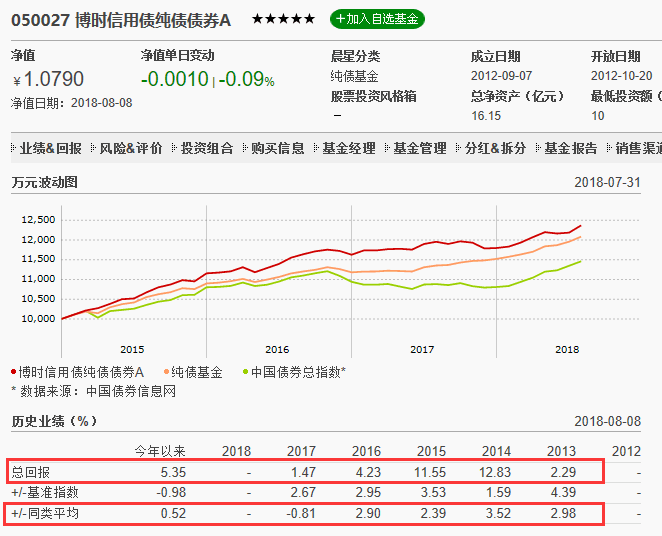 050027 博时信用债纯债债券A ★★★★★ +加入自选基金
净值 净值单日变动 晨星分类 成立日期 开放日期
¥1.0790 -0.0010 | -0.09% 纯债基金 2012-09-07 2012-10-20
净值日期：2018-08-08 股票投资风格箱 总净资产（亿元） 最低投资额（
- 16.15 10
业绩&回报 风险&评价 投资组合 购买信息 基金经理 基金管理 分红&拆分 基金报告 销售渠道
万元波动图 2018-07-31
12,500
12,000
11,500
11,000
10,500
10,000
2015 2016 2017 2018
博时信用债纯债债券A 纯债基金 中国债券总指数*
* 数据来源：中国债券信息网
历史业绩（%） 2018-08-08
今年以来 2018 2017 2016 2015 2014 2013 2012
总回报 5.35 - 1.47 4.23 11.55 12.83 2.29 -
+/-基准指数 -0.98 - 2.67 2.95 3.53 1.59 4.39 -
+/-同类平均 0.52 - -0.81 2.90 2.39 3.52 2.98 -